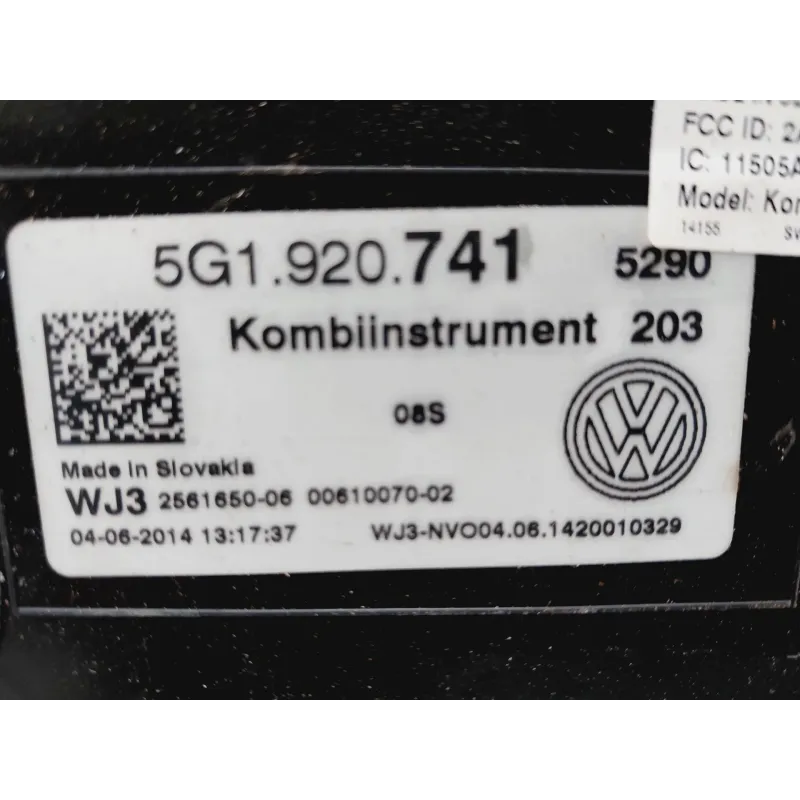 FCC ID: 2A
IC: 11505A
Model: Kom
14155 sw
5G1.920.741 5290
Kombiinstrument 203
08S
Made in Slovakia
WJ3 2561650-06 00610070-02
04-06-2014 13:17:37 WJ3-NVO04.06.1420010329